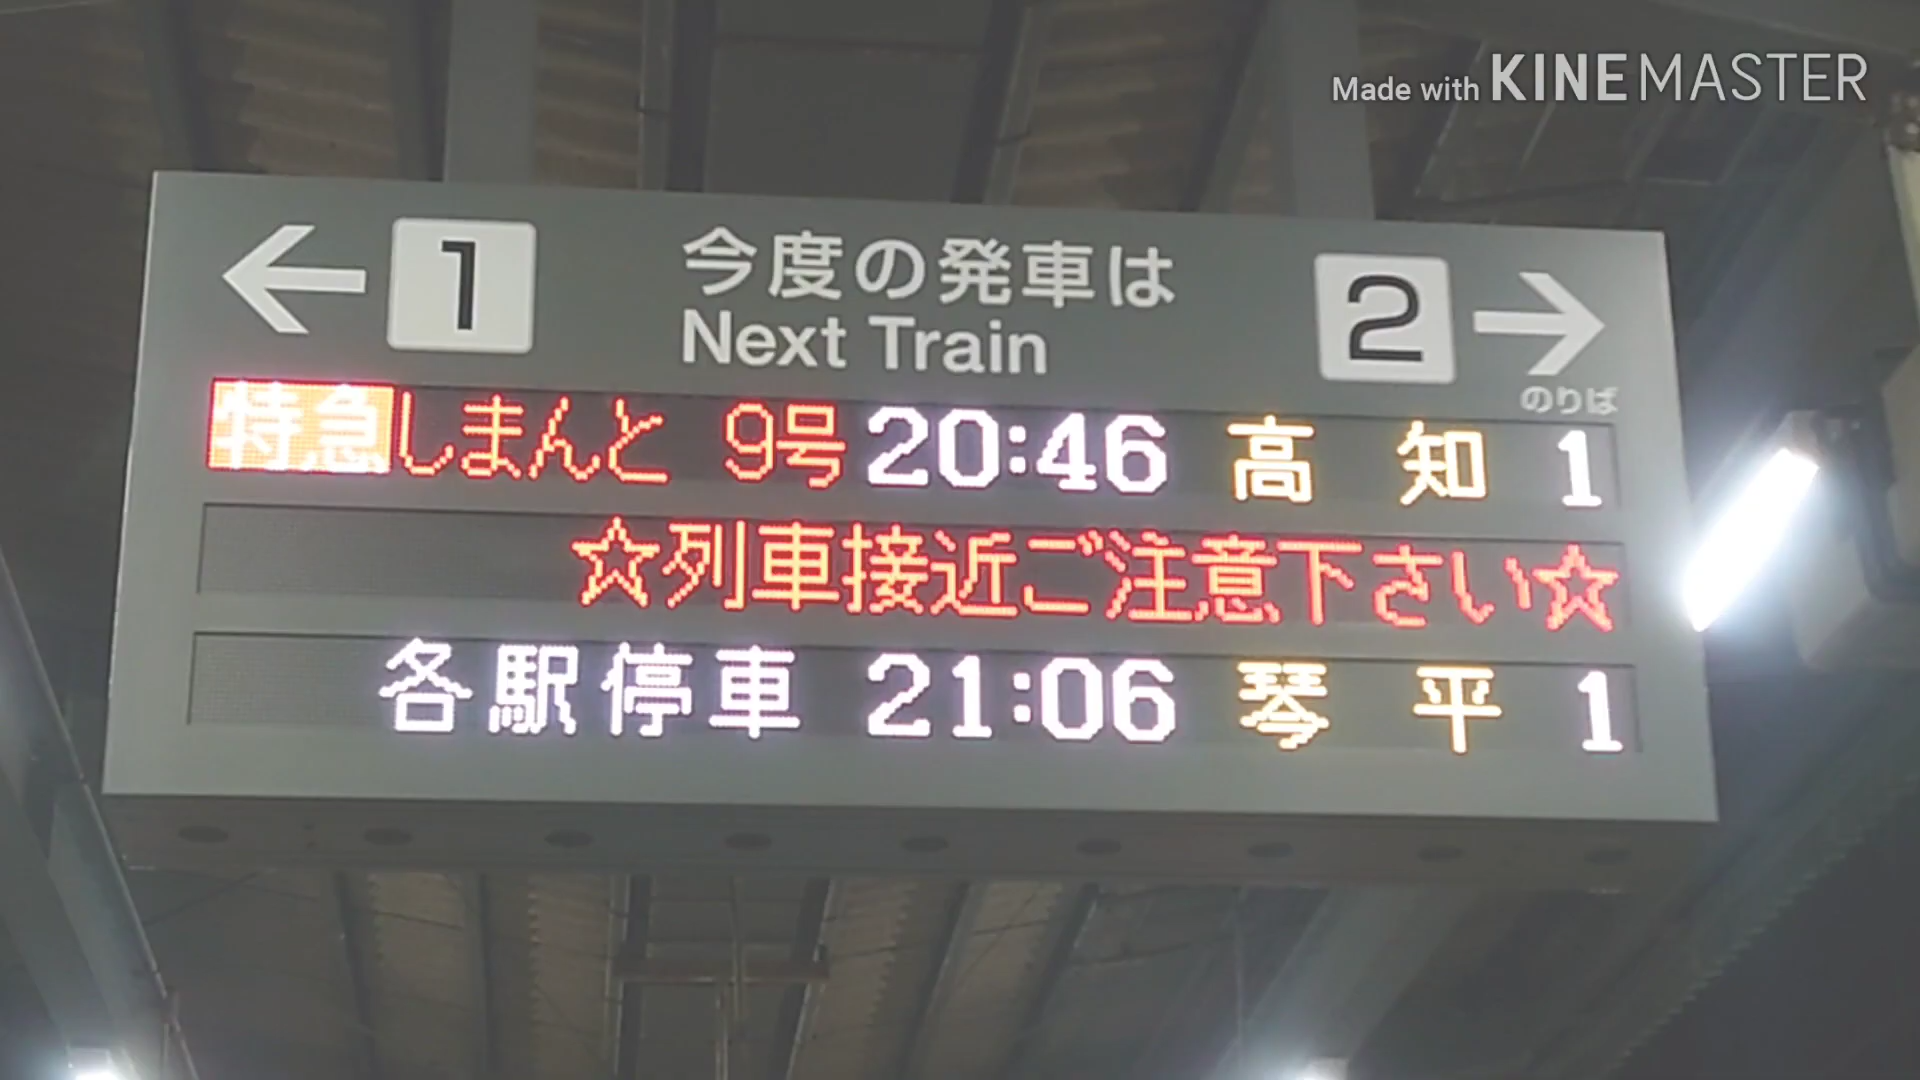 Made with KINEMASTER
← 1 今度の発車は 2 →
Next Train
のりば
特急しまんと 9号 20:46 高知 1
☆列車接近ご注意下さい☆
各駅停車 21:06 琴平 1